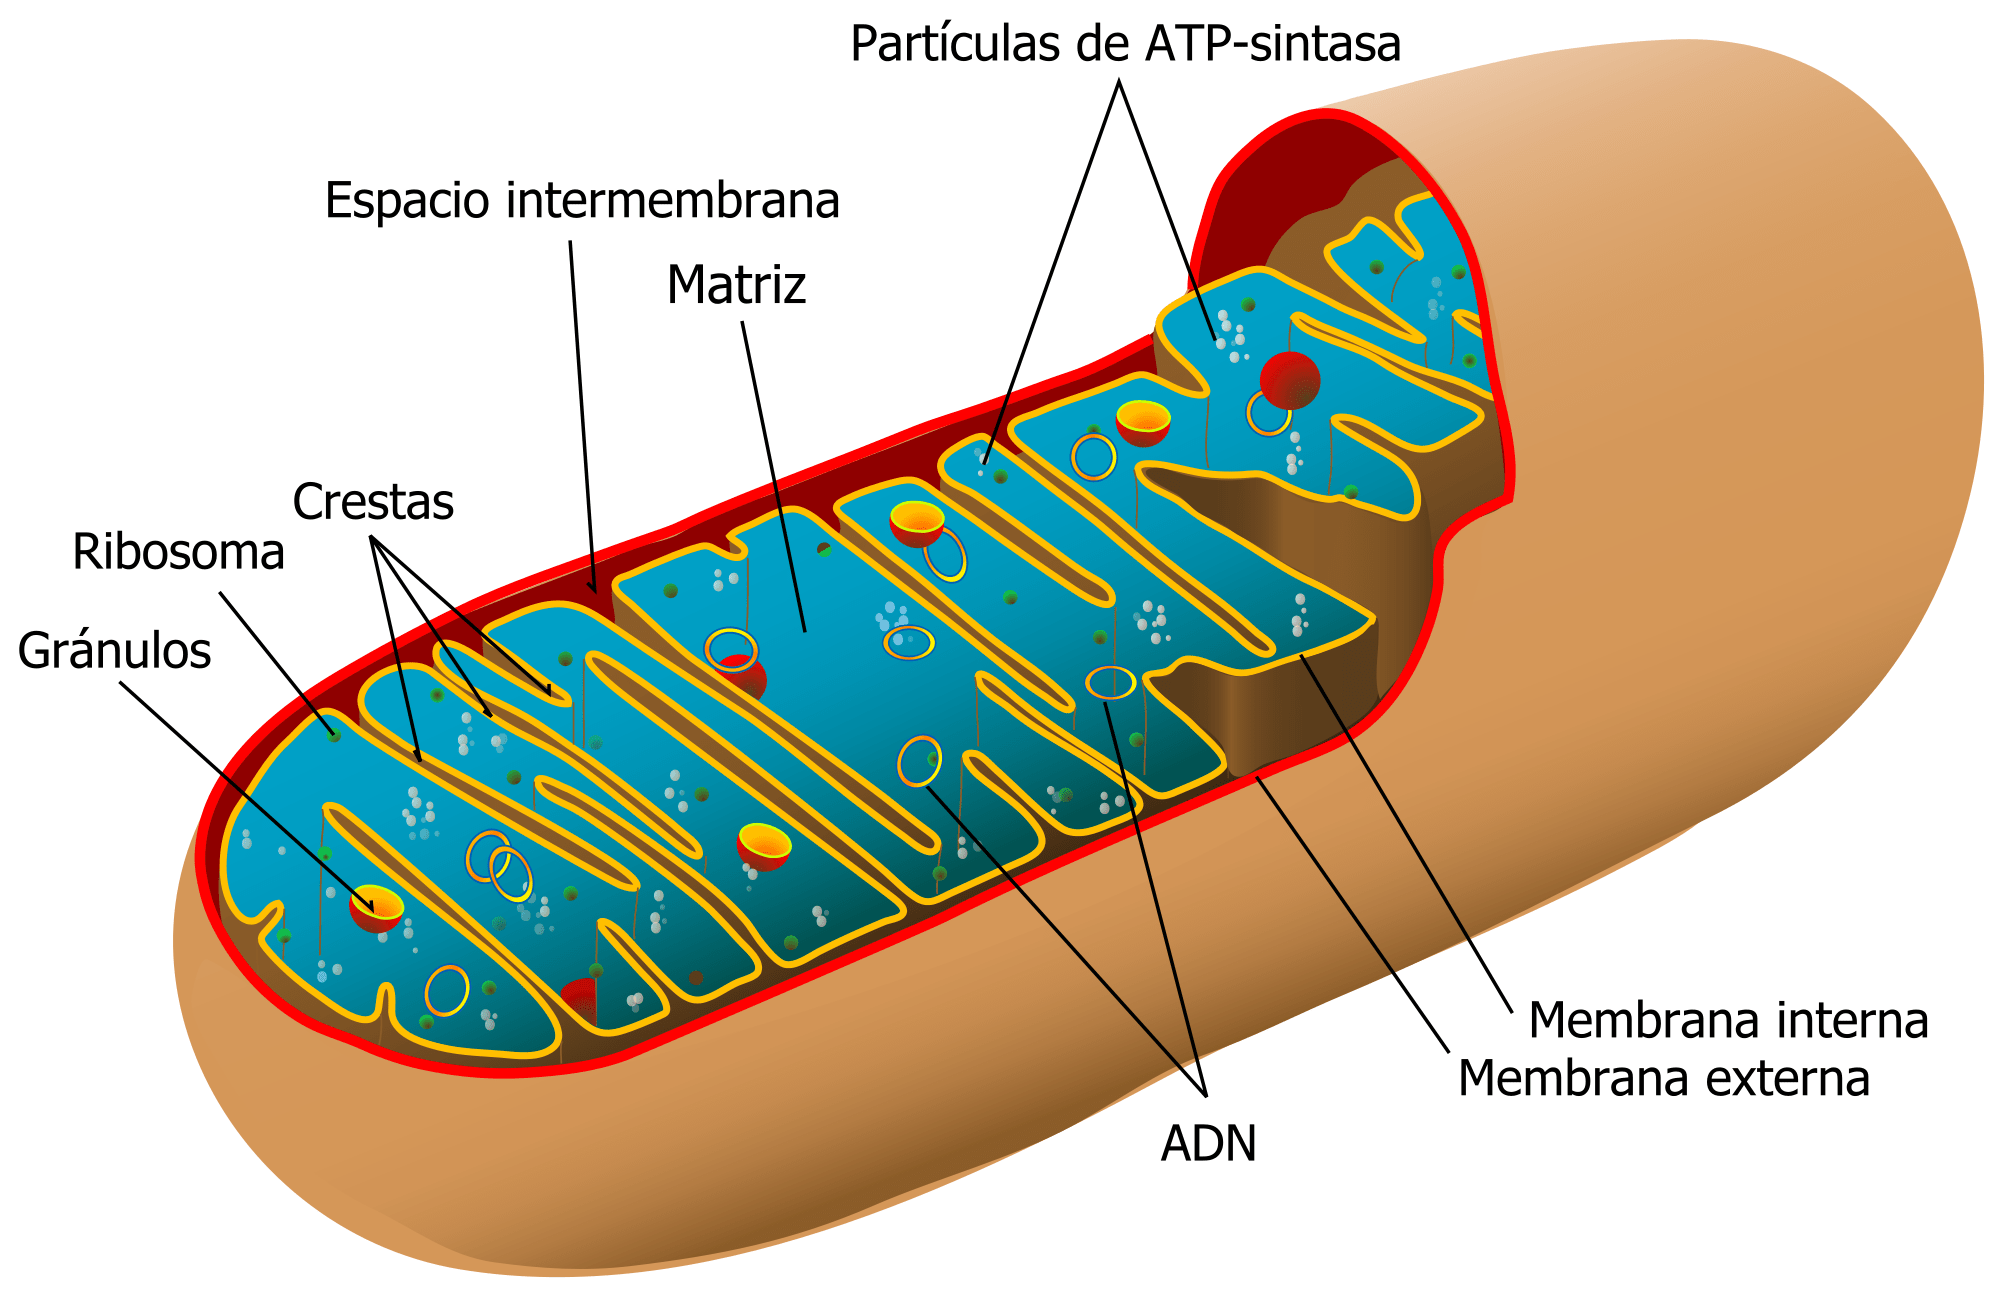 Partículas de ATP-sintasa
Espacio intermembrana
Matriz
Crestas
Ribosoma
Gránulos
Membrana interna
Membrana externa
ADN